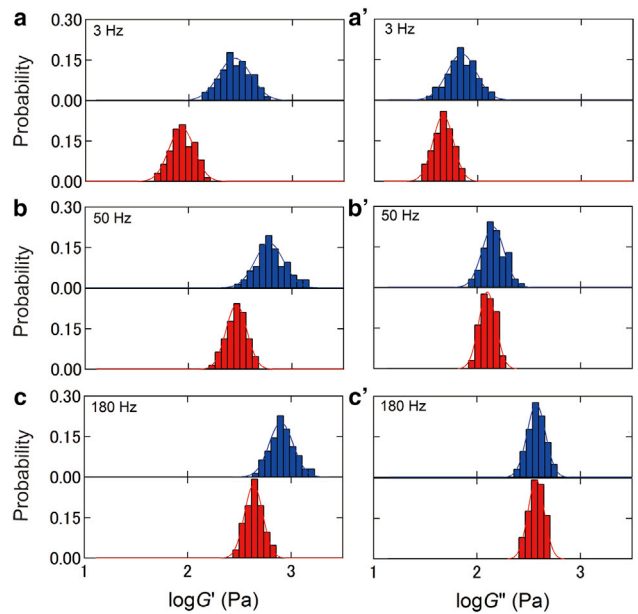 a a’
3 Hz 3 Hz
0.30
0.15
0.00
0.15
0.00
Probability
b b’
50 Hz 50 Hz
0.30
0.15
0.00
0.15
0.00
Probability
c c’
180 Hz 180 Hz
0.30
0.15
0.00
0.15
0.00
Probability
1 2 3 2 3
logG' (Pa) logG" (Pa)